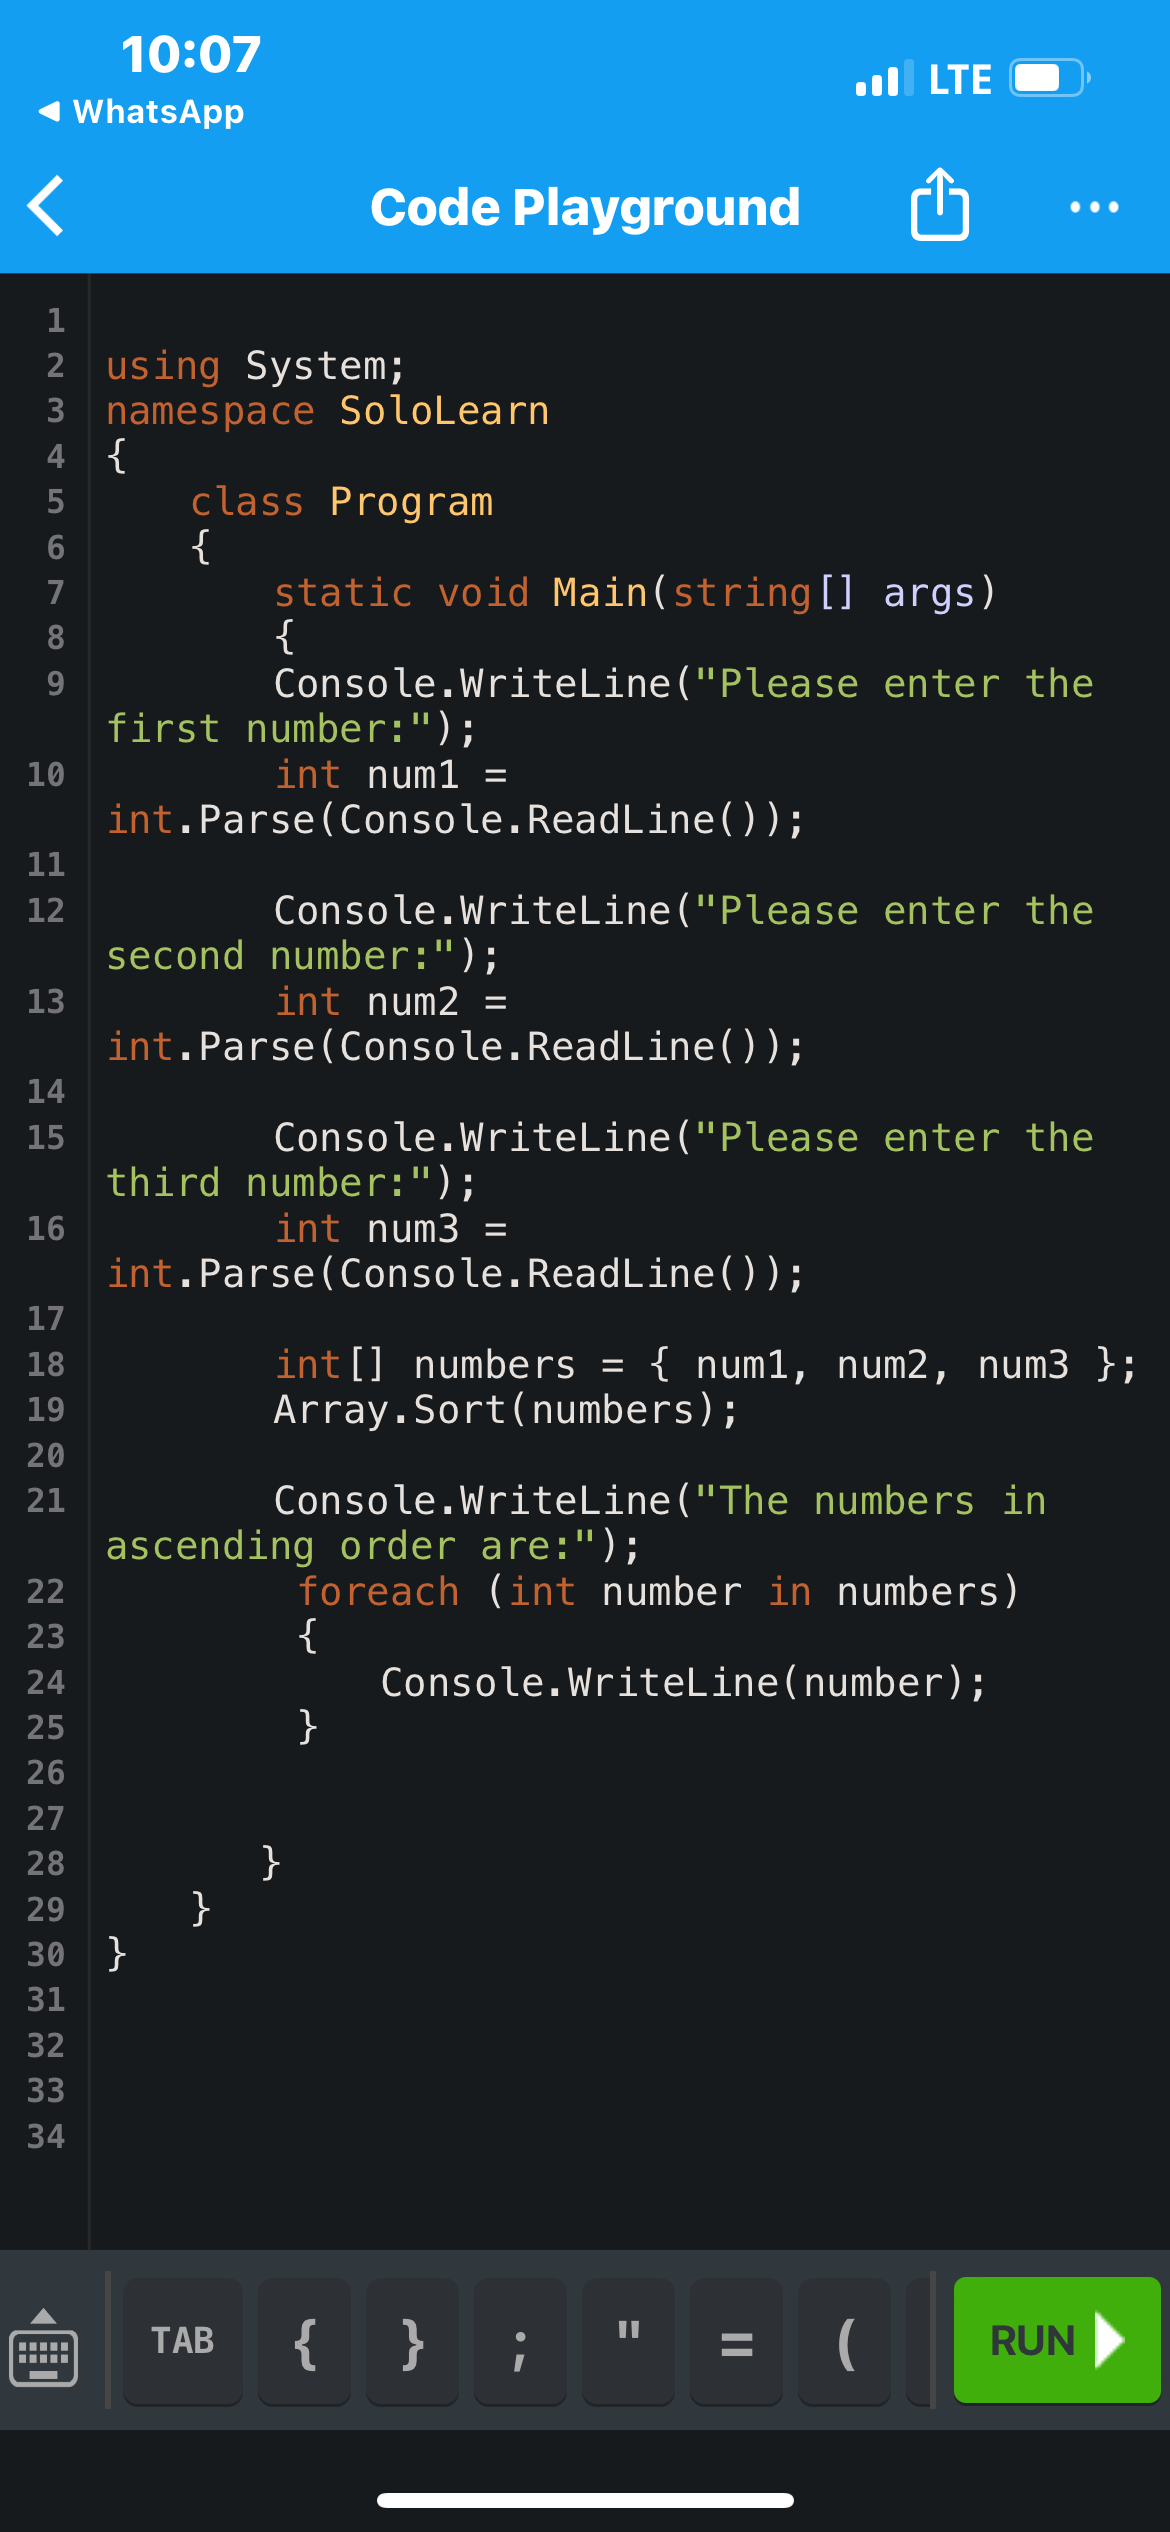 10:07
LTE
WhatsApp
Code Playground
1
2 using System;
3 namespace SoloLearn
4 {
5 class Program
6 {
7 static void Main(string[] args)
8 {
9 Console.WriteLine("Please enter the
first number:");
10 int num1 =
int.Parse(Console.ReadLine());
11
12 Console.WriteLine("Please enter the
second number:");
13 int num2 =
int.Parse(Console.ReadLine());
14
15 Console.WriteLine("Please enter the
third number:");
16 int num3 =
int.Parse(Console.ReadLine());
17
18 int[] numbers = { num1, num2, num3 };
19 Array.Sort(numbers);
20
21 Console.WriteLine("The numbers in
ascending order are:");
22 foreach (int number in numbers)
23 {
24 Console.WriteLine(number);
25 }
26
27
28 }
29 }
30 }
31
32
33
34
TAB { } ; " = ( RUN